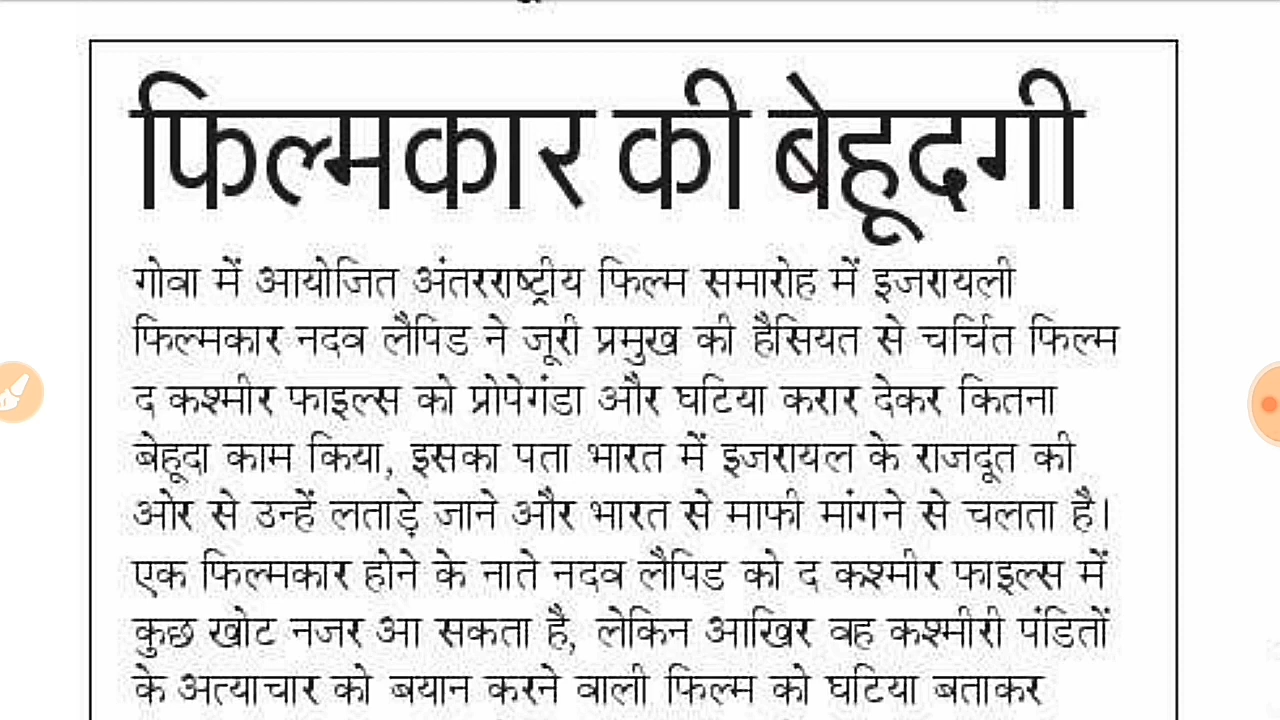 फिल्मकार की बेहूदगी
गोवा में आयोजित अंतरराष्ट्रीय फिल्म समारोह में इजरायली
फिल्मकार नदव लैपिड ने जूरी प्रमुख की हैसियत से चर्चित फिल्म
द कश्मीर फाइल्स को प्रोपेगंडा और घटिया करार देकर कितना
बेहूदा काम किया, इसका पता भारत में इजरायल के राजदूत की
ओर से उन्हें लताड़े जाने और भारत से माफी मांगने से चलता है।
एक फिल्मकार होने के नाते नदव लैपिड को द कश्मीर फाइल्स में
कुछ खोट नजर आ सकता है, लेकिन आखिर वह कश्मीरी पंडितों
के अत्याचार को बयान करने वाली फिल्म को घटिया बताकर